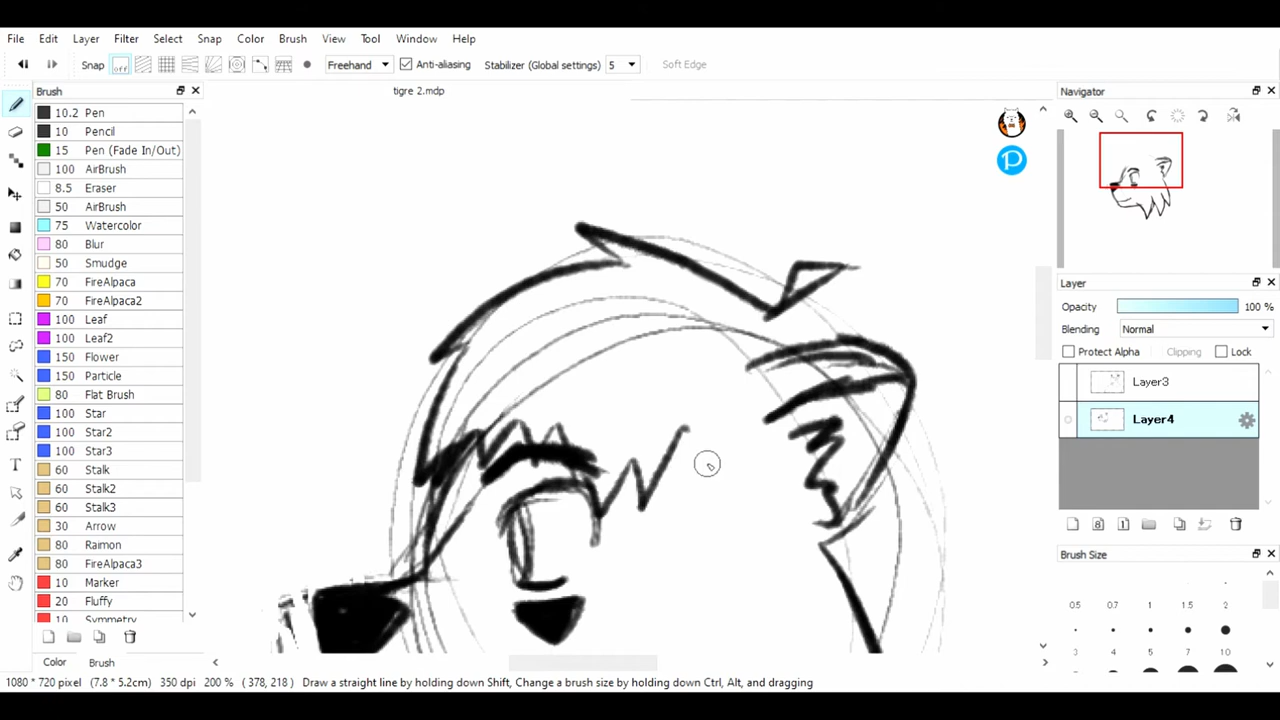 File Edit Layer Filter Select Snap Color Brush View Tool Window Help
Snap off Freehand Anti-aliasing Stabilizer (Global settings) 5 Soft Edge
Brush
tigre 2.mdp
Navigator
10.2 Pen
10 Pencil
15 Pen (Fade In/Out)
100 AirBrush
8.5 Eraser
50 AirBrush
75 Watercolor
80 Blur
50 Smudge
70 FireAlpaca
70 FireAlpaca2
100 Leaf
100 Leaf2
150 Flower
150 Particle
80 Flat Brush
100 Star
100 Star2
100 Star3
60 Stalk
60 Stalk2
60 Stalk3
30 Arrow
80 Raimon
80 FireAlpaca3
10 Marker
20 Fluffy
10 Symmetry
P
Layer
Opacity 100 %
Blending Normal
Protect Alpha Clipping Lock
Layer3
Layer4
8 1
Brush Size
0.5 0.7 1 1.5 2
3 4 5 7 10
Color Brush
1080 * 720 pixel (7.8 * 5.2cm) 350 dpi 200 % ( 378, 218 ) Draw a straight line by holding down Shift, Change a brush size by holding down Ctrl, Alt, and dragging